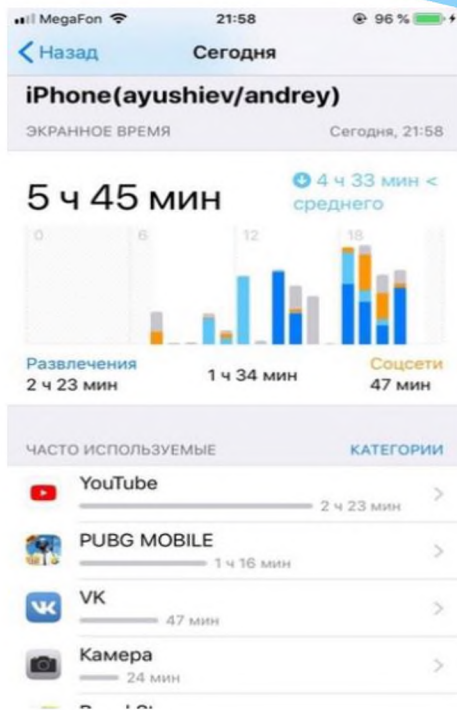 MegaFon 21:58 96 %
Назад Сегодня
iPhone(ayushiev/andrey)
ЭКРАННОЕ ВРЕМЯ Сегодня, 21:58
5 ч 45 мин
4 ч 33 мин <
среднего
0 6 12 18
Развлечения
2 ч 23 мин
1 ч 34 мин
Соцсети
47 мин
ЧАСТО ИСПОЛЬЗУЕМЫЕ КАТЕГОРИИ
YouTube
2 ч 23 мин
PUBG MOBILE
1 ч 16 мин
VK
47 мин
Камера
24 мин